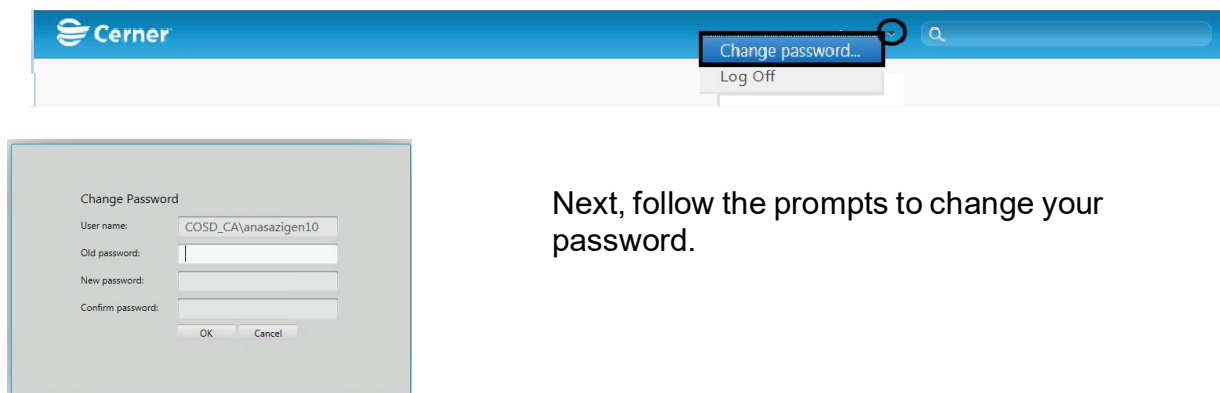 Cerner
Change password...
Log Off
Change Password
User name: COSD_CA\anasazigen10
Old password:
New password:
Confirm password:
OK Cancel
Next, follow the prompts to change your
password.